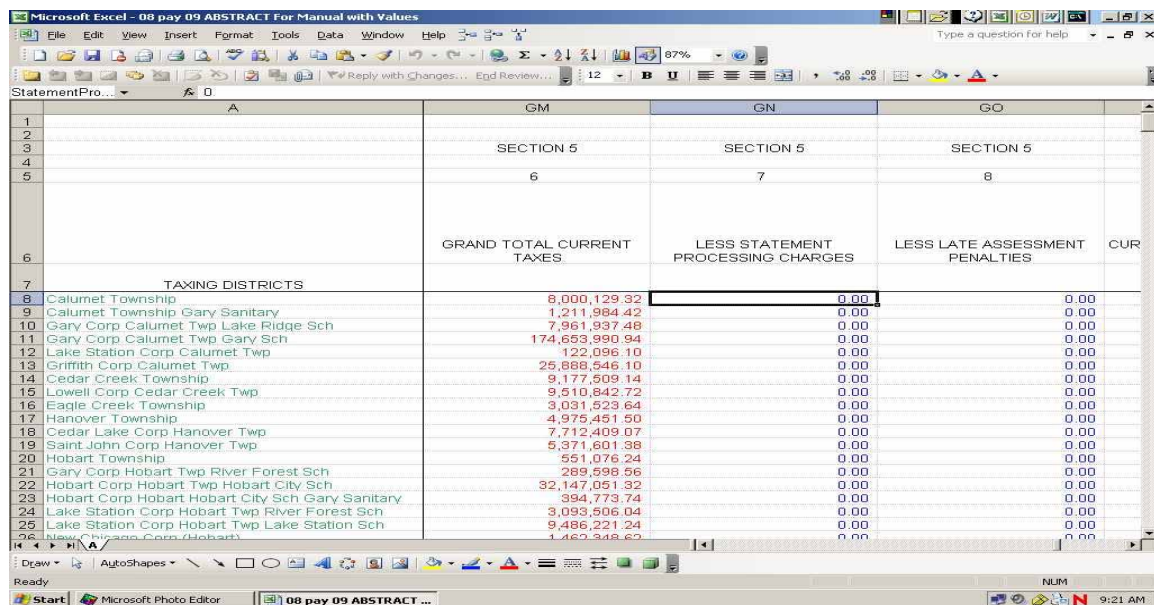 Microsoft Excel - 08 pay 09 ABSTRACT For Manual with Values
File Edit View Insert Format Tools Data Window Help Type a question for help
87%
Reply with Changes... End Review... 12 B U
StatementPro... fx 0
A GM GN GO
1
2
3 SECTION 5 SECTION 5 SECTION 5
4
5 6 7 8
GRAND TOTAL CURRENT LESS STATEMENT LESS LATE ASSESSMENT CUR
6 TAXES PROCESSING CHARGES PENALTIES
7 TAXING DISTRICTS
8 Calumet Township 8,000,129.32 0.00 0.00
9 Calumet Township Gary Sanitary 1,211,984.42 0.00 0.00
10 Gary Corp Calumet Twp Lake Ridge Sch 7,961,937.48 0.00 0.00
11 Gary Corp Calumet Twp Gary Sch 174,653,990.94 0.00 0.00
12 Lake Station Corp Calumet Twp 122,096.10 0.00 0.00
13 Griffith Corp Calumet Twp 25,888,546.10 0.00 0.00
14 Cedar Creek Township 9,177,509.14 0.00 0.00
15 Lowell Corp Cedar Creek Twp 9,510,842.72 0.00 0.00
16 Eagle Creek Township 3,031,523.64 0.00 0.00
17 Hanover Township 4,975,451.50 0.00 0.00
18 Cedar Lake Corp Hanover Twp 7,712,409.07 0.00 0.00
19 Saint John Corp Hanover Twp 5,371,601.38 0.00 0.00
20 Hobart Township 551,076.24 0.00 0.00
21 Gary Corp Hobart Twp River Forest Sch 289,598.56 0.00 0.00
22 Hobart Corp Hobart Twp Hobart City Sch 32,147,051.32 0.00 0.00
23 Hobart Corp Hobart Hobart City Sch Gary Sanitary 394,773.74 0.00 0.00
24 Lake Station Corp Hobart Twp River Forest Sch 3,093,506.04 0.00 0.00
25 Lake Station Corp Hobart Twp Lake Station Sch 9,486,221.24 0.00 0.00
26 New Chicago Corp (Hobart) 1,462,348.62 0.00 0.00
A
Draw AutoShapes
Ready NUM
Start Microsoft Photo Editor 08 pay 09 ABSTRACT ... 9:21 AM